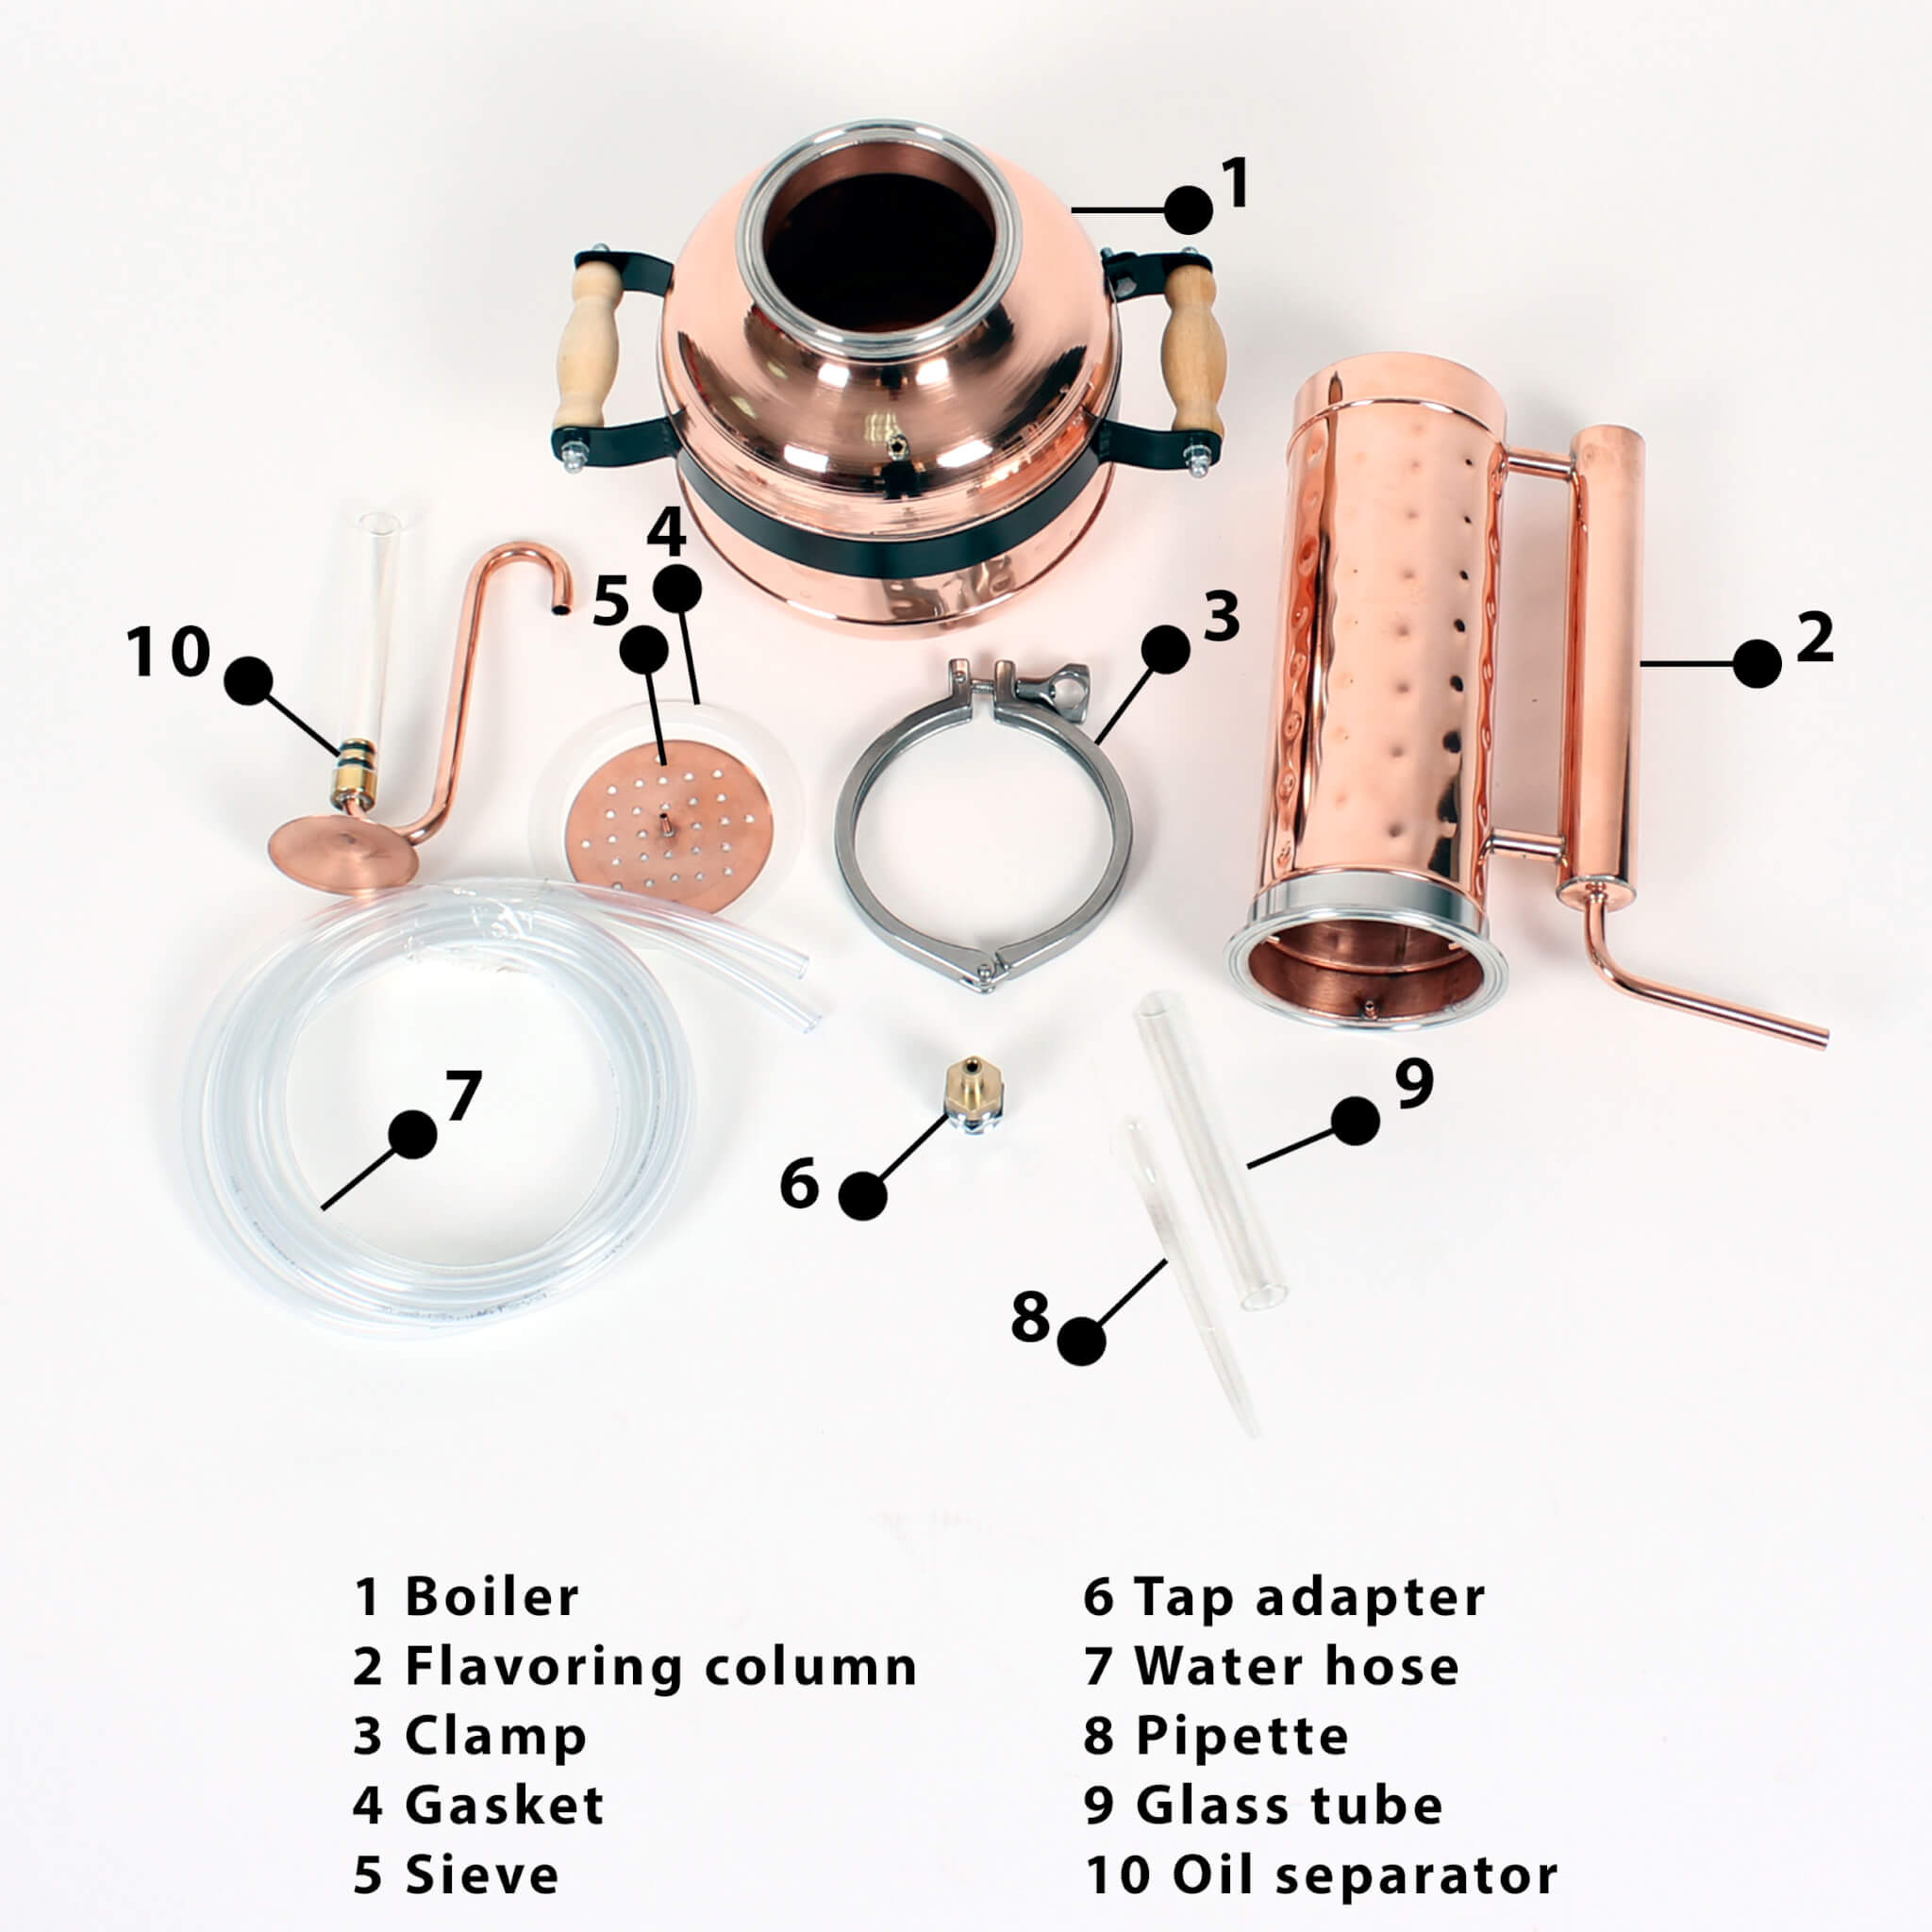 1
2
3
4
5
6
7
8
9
10
1 Boiler
2 Flavoring column
3 Clamp
4 Gasket
5 Sieve
6 Tap adapter
7 Water hose
8 Pipette
9 Glass tube
10 Oil separator